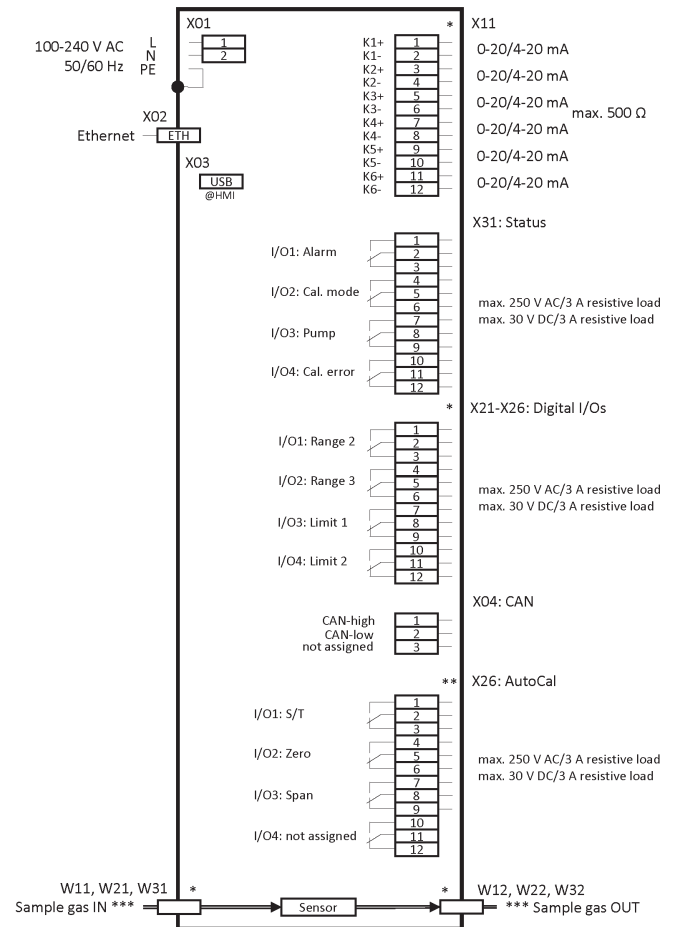 X01
100-240 V AC
50/60 Hz
L
N
PE
1
2
X02
Ethernet
ETH
X03
USB
@HMI
* X11
K1+ 1
K1- 2
K2+ 3
K2- 4
K3+ 5
K3- 6
K4+ 7
K4- 8
K5+ 9
K5- 10
K6+ 11
K6- 12
0-20/4-20 mA
0-20/4-20 mA
0-20/4-20 mA
0-20/4-20 mA
0-20/4-20 mA
0-20/4-20 mA
max. 500 Ω
X31: Status
I/O1: Alarm
I/O2: Cal. mode
I/O3: Pump
I/O4: Cal. error
1
2
3
4
5
6
7
8
9
10
11
12
max. 250 V AC/3 A resistive load
max. 30 V DC/3 A resistive load
* X21-X26: Digital I/Os
I/O1: Range 2
I/O2: Range 3
I/O3: Limit 1
I/O4: Limit 2
1
2
3
4
5
6
7
8
9
10
11
12
max. 250 V AC/3 A resistive load
max. 30 V DC/3 A resistive load
X04: CAN
CAN-high 1
CAN-low 2
not assigned 3
** X26: AutoCal
I/O1: S/T
I/O2: Zero
I/O3: Span
I/O4: not assigned
1
2
3
4
5
6
7
8
9
10
11
12
max. 250 V AC/3 A resistive load
max. 30 V DC/3 A resistive load
W11, W21, W31 *
Sample gas IN ***
Sensor
* W12, W22, W32
*** Sample gas OUT